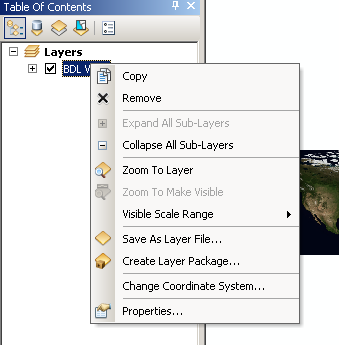 Table Of Contents
Layers
BDL
Copy
Remove
Expand All Sub-Layers
Collapse All Sub-Layers
Zoom To Layer
Zoom To Make Visible
Visible Scale Range
Save As Layer File...
Create Layer Package...
Change Coordinate System...
Properties...